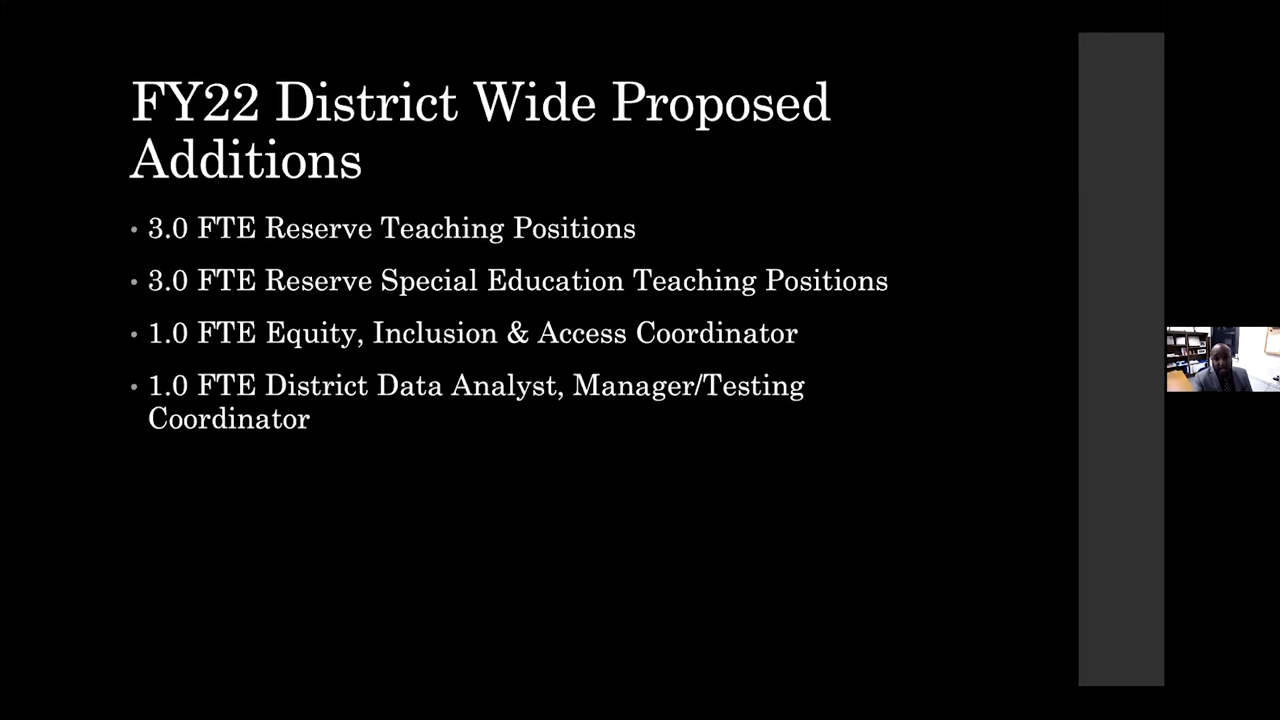 FY22 District Wide Proposed
Additions
• 3.0 FTE Reserve Teaching Positions
• 3.0 FTE Reserve Special Education Teaching Positions
• 1.0 FTE Equity, Inclusion & Access Coordinator
• 1.0 FTE District Data Analyst, Manager/Testing
Coordinator